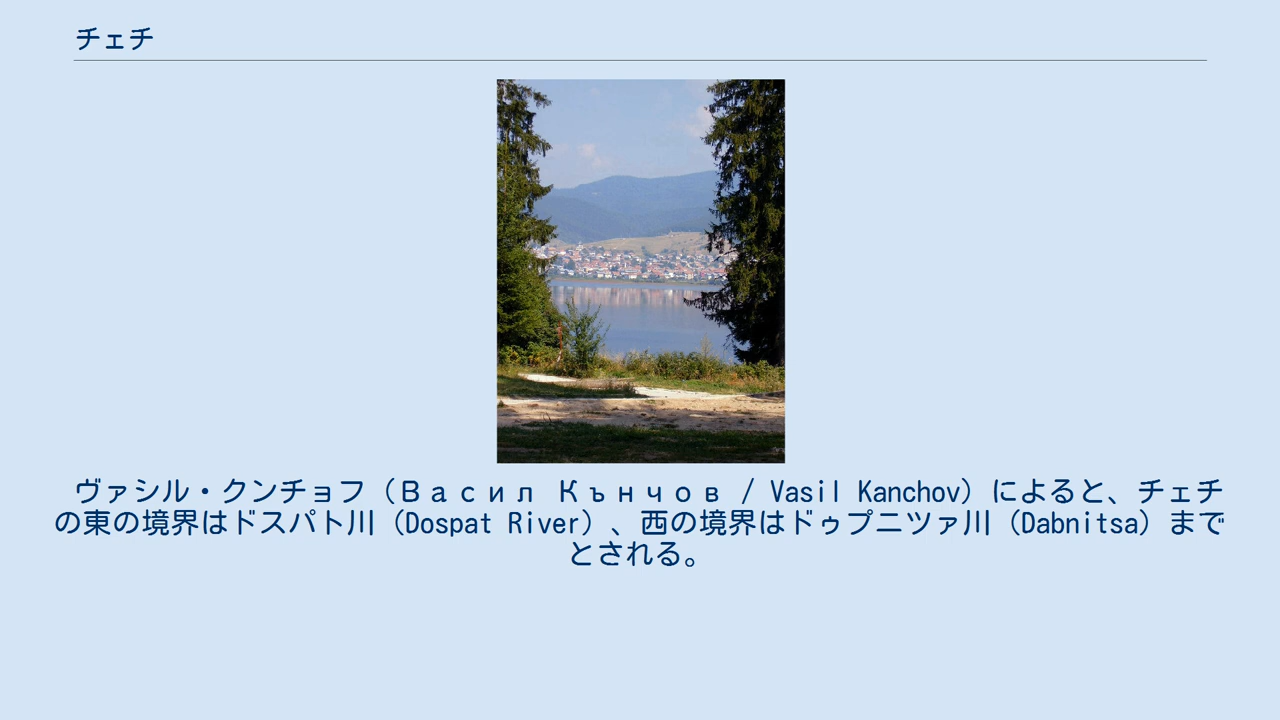 チェチ
ヴァシル・クンチョフ（Васил Кънчов / Vasil Kanchov）によると、チェチ
の東の境界はドスパト川（Dospat River）、西の境界はドゥプニツァ川（Dabnitsa）まで
とされる。